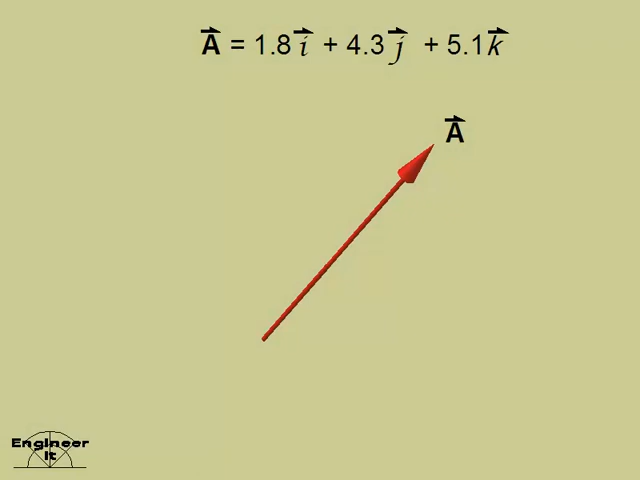 A⃗ = 1.8 i⃗ + 4.3 j⃗ + 5.1 k⃗
A⃗
Engineer
It